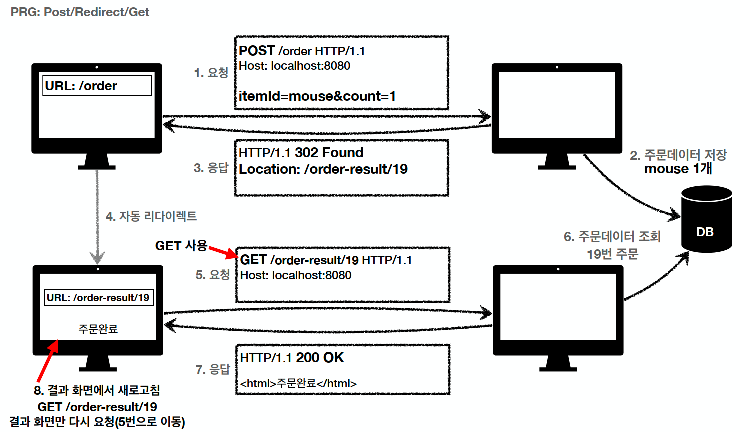 PRG: Post/Redirect/Get
URL: /order
1. 요청
POST /order HTTP/1.1
Host: localhost:8080
itemId=mouse&count=1
3. 응답
HTTP/1.1 302 Found
Location: /order-result/19
2. 주문데이터 저장
mouse 1개
DB
4. 자동 리다이렉트
GET 사용
5. 요청
GET /order-result/19 HTTP/1.1
Host: localhost:8080
6. 주문데이터 조회
19번 주문
URL: /order-result/19
주문완료
7. 응답
HTTP/1.1 200 OK
<html>주문완료</html>
8. 결과 화면에서 새로고침
GET /order-result/19
결과 화면만 다시 요청(5번으로 이동)